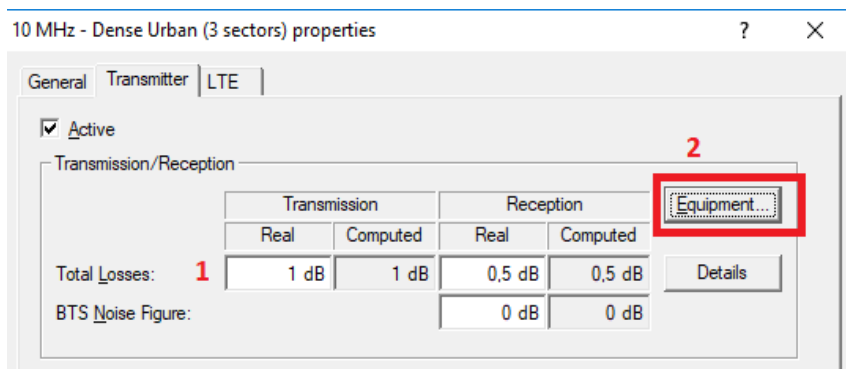 10 MHz - Dense Urban (3 sectors) properties ? ×
General Transmitter LTE
Active
2
Transmission/Reception
Transmission Reception Equipment...
Real Computed Real Computed
Total Losses: 1 1 dB 1 dB 0,5 dB 0,5 dB Details
BTS Noise Figure: 0 dB 0 dB